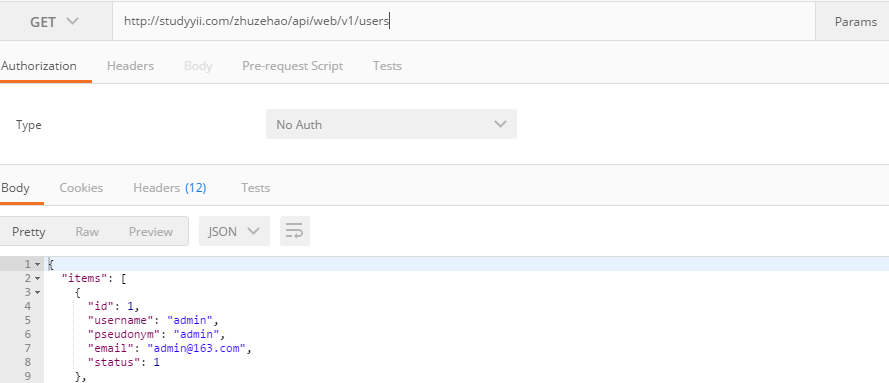 GET http://studyyii.com/zhuzehao/api/web/v1/users Params
Authorization Headers Body Pre-request Script Tests
Type No Auth
Body Cookies Headers (12) Tests
Pretty Raw Preview JSON
1 {
2 "items": [
3 {
4 "id": 1,
5 "username": "admin",
6 "pseudonym": "admin",
7 "email": "admin@163.com",
8 "status": 1
9 },